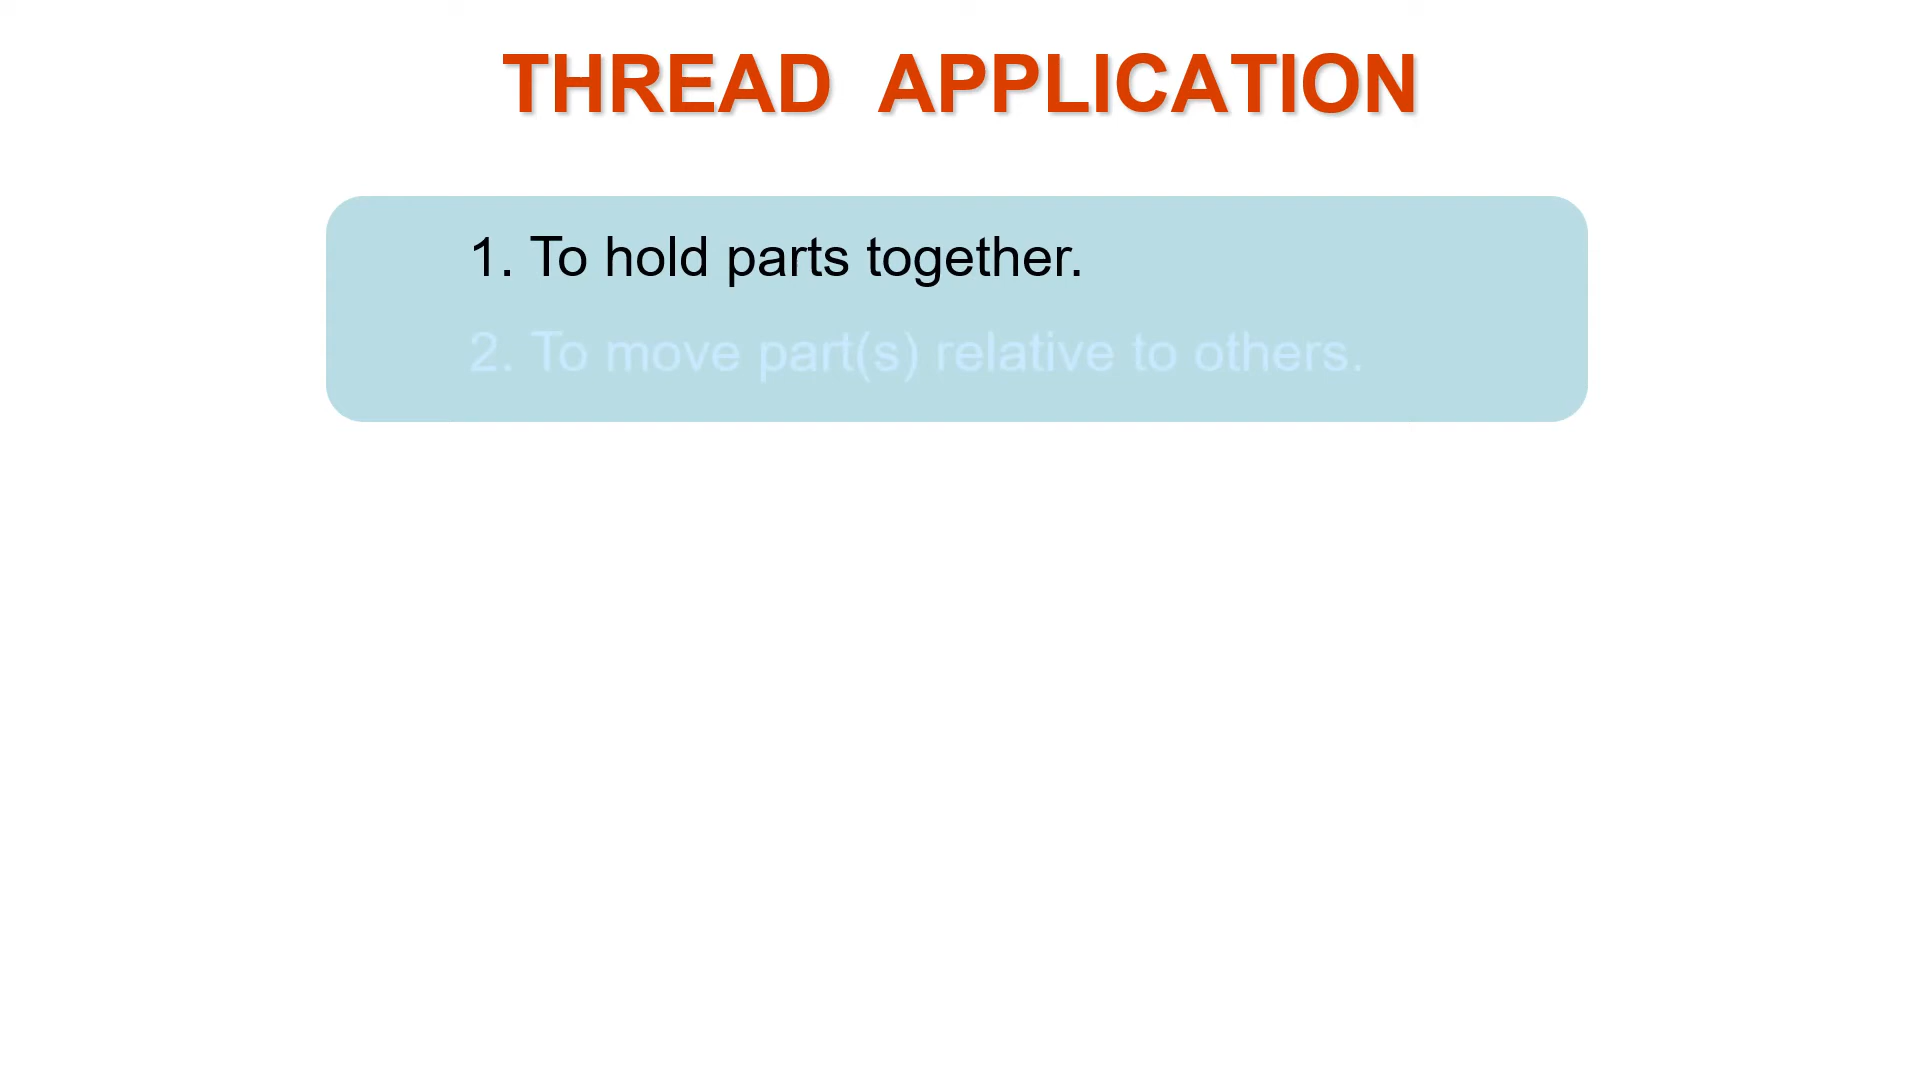 THREAD APPLICATION
1. To hold parts together.
2. To move part(s) relative to others.